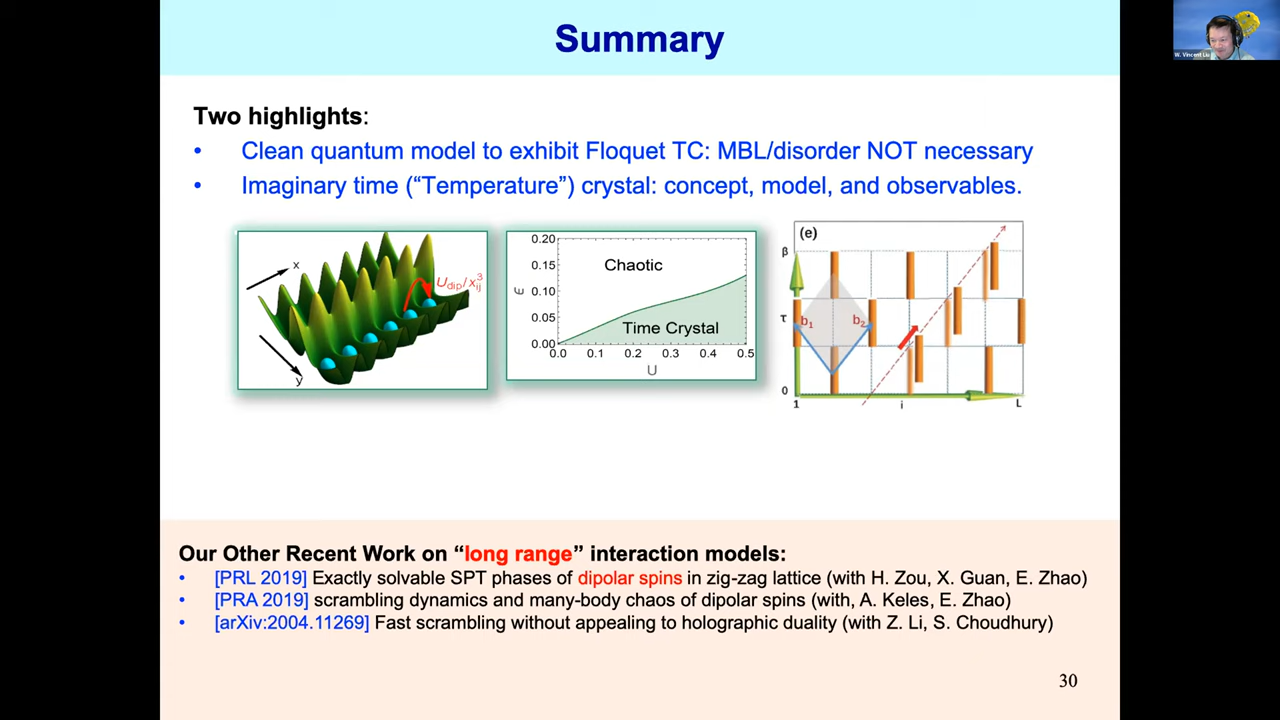 Summary
W. Vincent Liu
Two highlights:
• Clean quantum model to exhibit Floquet TC: MBL/disorder NOT necessary
• Imaginary time (“Temperature”) crystal: concept, model, and observables.
x
y
U_dip/x_ij^3
0.20
0.15
0.10
0.05
0.00
ε
Chaotic
Time Crystal
0.0 0.1 0.2 0.3 0.4 0.5
U
(e)
β
τ
b₁ b₂
0
1 i L
Our Other Recent Work on “long range” interaction models:
• [PRL 2019] Exactly solvable SPT phases of dipolar spins in zig-zag lattice (with H. Zou, X. Guan, E. Zhao)
• [PRA 2019] scrambling dynamics and many-body chaos of dipolar spins (with, A. Keles, E. Zhao)
• [arXiv:2004.11269] Fast scrambling without appealing to holographic duality (with Z. Li, S. Choudhury)
30